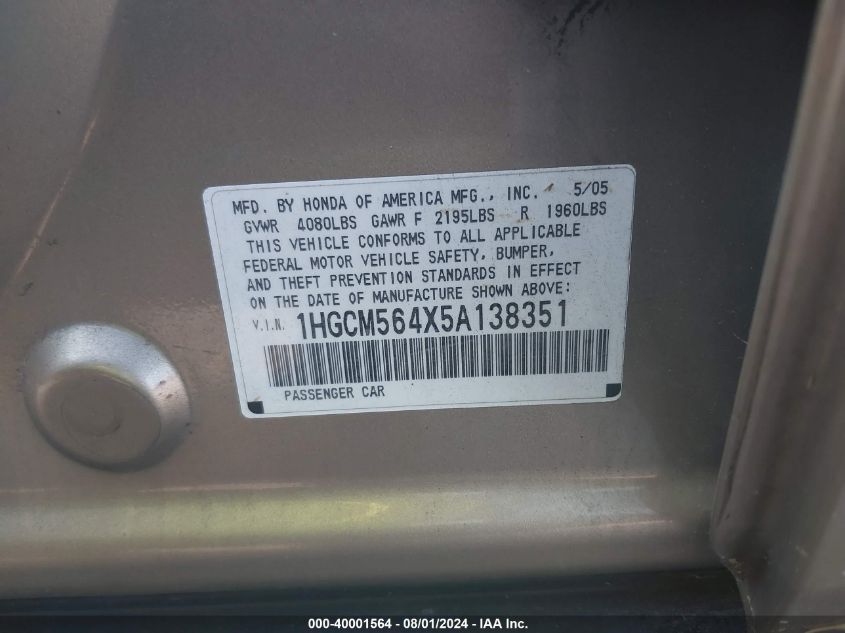 MFD. BY HONDA OF AMERICA MFG., INC. 5/05
GVWR 4080LBS GAWR F 2195LBS R 1960LBS
THIS VEHICLE CONFORMS TO ALL APPLICABLE
FEDERAL MOTOR VEHICLE SAFETY, BUMPER,
AND THEFT PREVENTION STANDARDS IN EFFECT
ON THE DATE OF MANUFACTURE SHOWN ABOVE:
V.I.N. 1HGCM564X5A138351
PASSENGER CAR
000-40001564 - 08/01/2024 - IAA Inc.